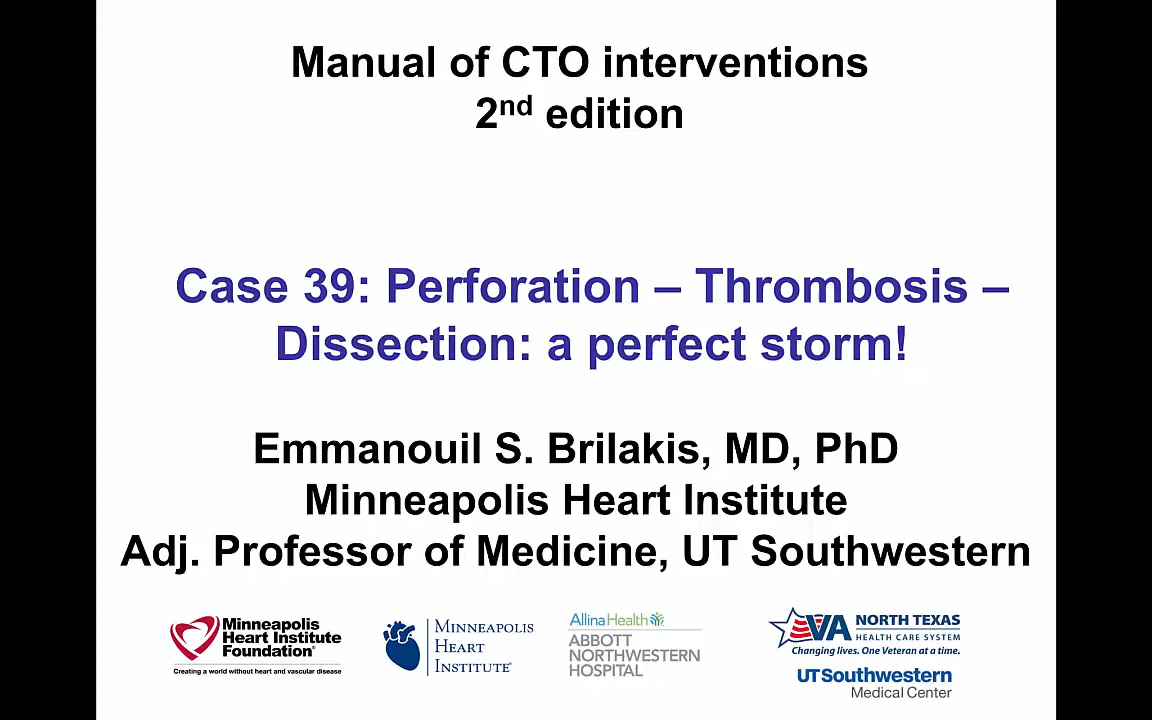 Manual of CTO interventions
2nd edition
Case 39: Perforation – Thrombosis –
Dissection: a perfect storm!
Emmanouil S. Brilakis, MD, PhD
Minneapolis Heart Institute
Adj. Professor of Medicine, UT Southwestern
Minneapolis
Heart Institute
Foundation®
Creating a world without heart and vascular disease
MINNEAPOLIS
HEART
INSTITUTE®
AllinaHealth
ABBOTT
NORTHWESTERN
HOSPITAL
VA NORTH TEXAS
HEALTH CARE SYSTEM
Changing lives. One Veteran at a time.
UTSouthwestern
Medical Center